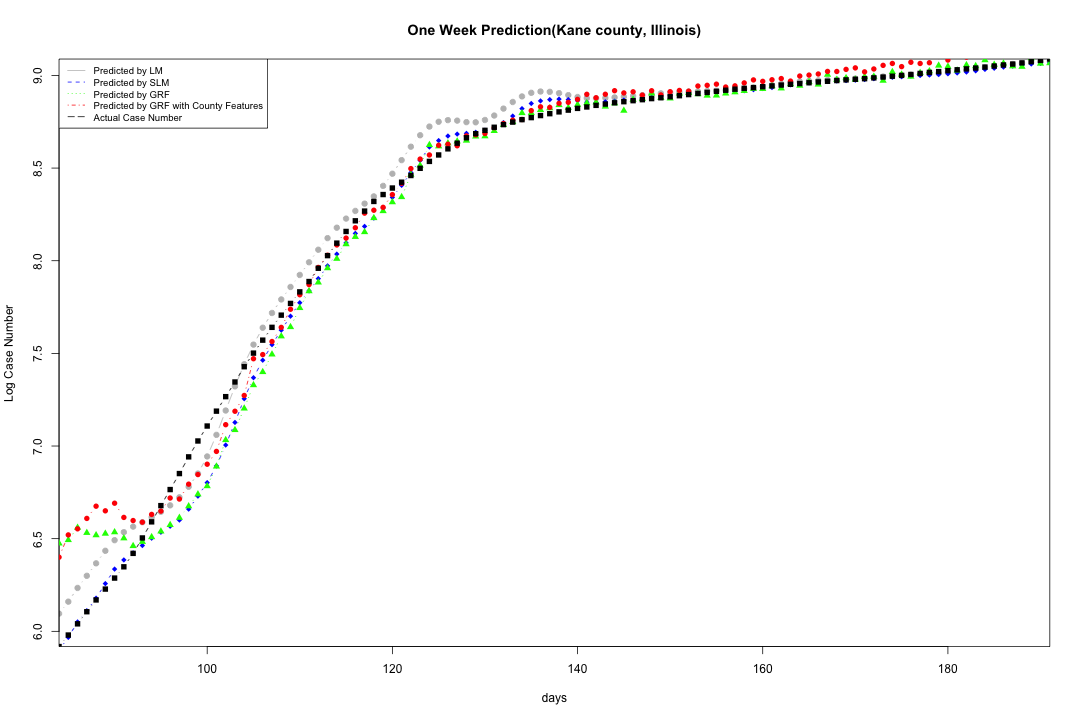 One Week Prediction(Kane county, Illinois)
Predicted by LM
Predicted by SLM
Predicted by GRF
Predicted by GRF with County Features
Actual Case Number
Log Case Number
9.0
8.5
8.0
7.5
7.0
6.5
6.0
100 120 140 160 180
days